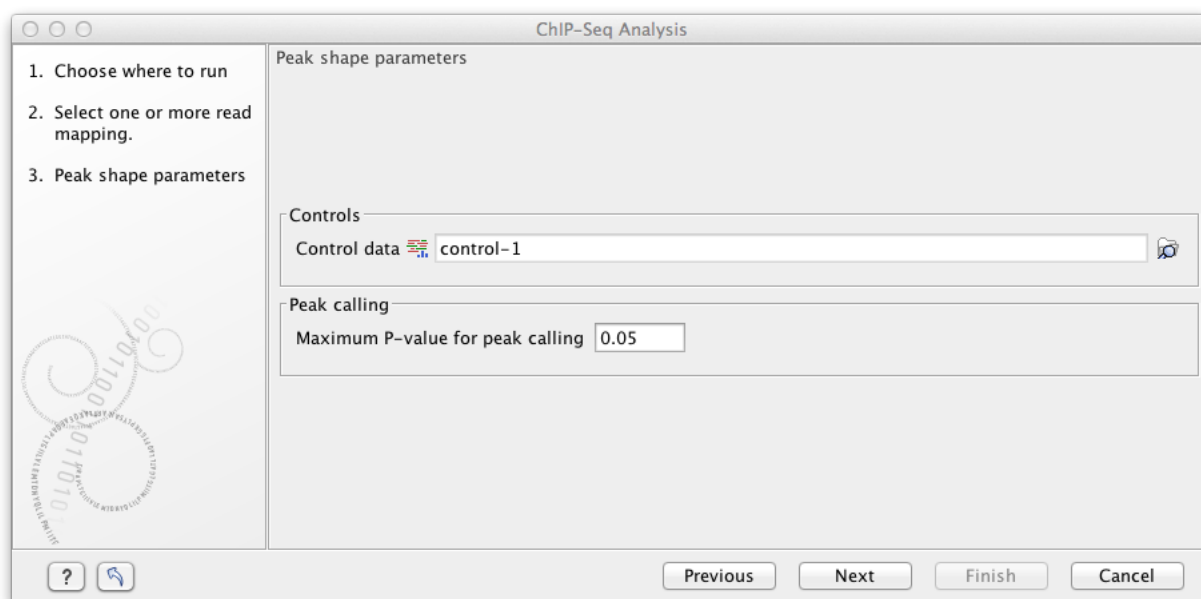 ChIP-Seq Analysis
1. Choose where to run
2. Select one or more read
mapping.
3. Peak shape parameters
Peak shape parameters
Controls
Control data control-1
Peak calling
Maximum P-value for peak calling 0.05
? Previous Next Finish Cancel